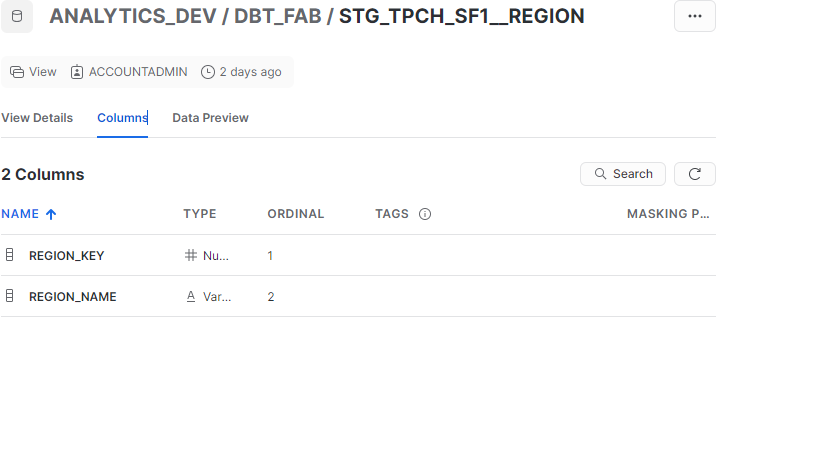 ANALYTICS_DEV / DBT_FAB / STG_TPCH_SF1__REGION
View ACCOUNTADMIN 2 days ago
View Details Columns Data Preview
2 Columns Search
NAME TYPE ORDINAL TAGS MASKING P...
REGION_KEY Nu... 1
REGION_NAME Var... 2